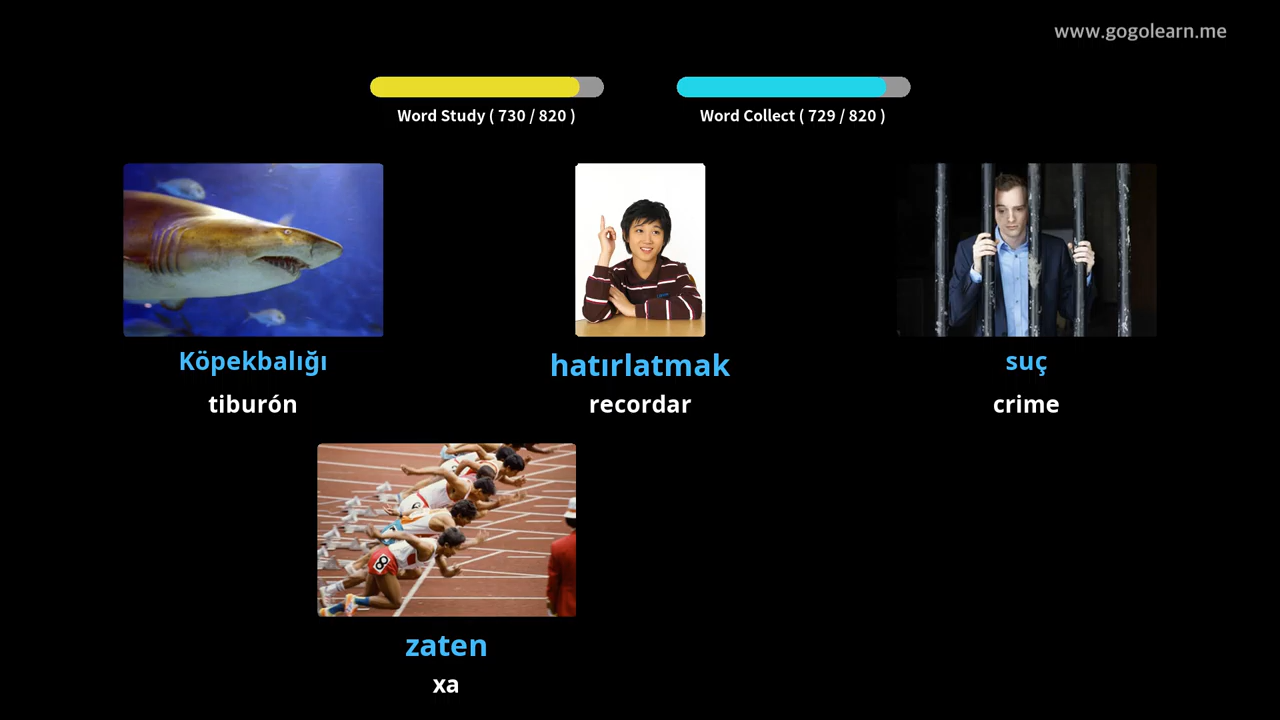 www.gogolearn.me
Word Study ( 730 / 820 )
Word Collect ( 729 / 820 )
Köpekbalığı
hatırlatmak
suç
tiburón
recordar
crime
8
zaten
xa